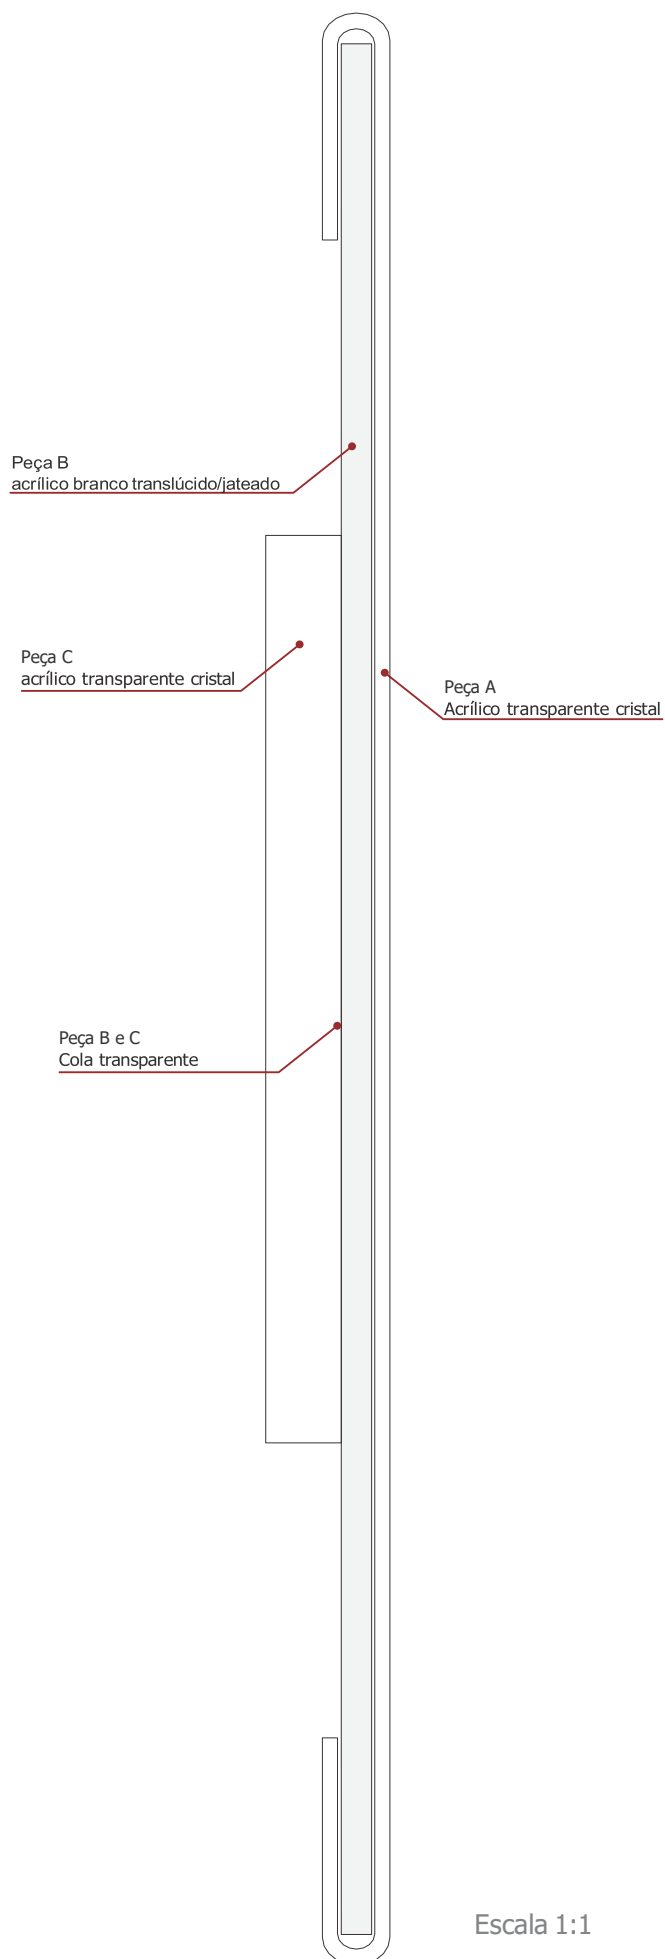 Peça B
acrílico branco translúcido/jateado
Peça C
acrílico transparente cristal
Peça A
Acrílico transparente cristal
Peça B e C
Cola transparente
Escala 1:1